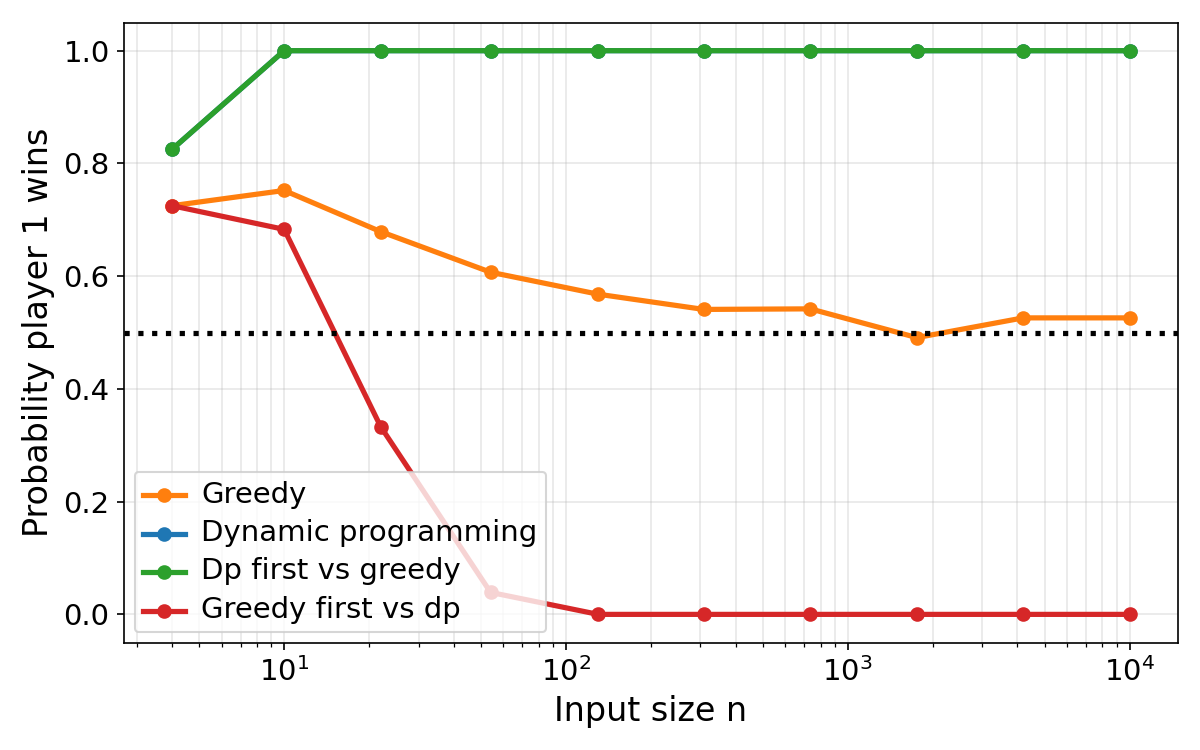 Probability player 1 wins
1.0
0.8
0.6
0.4
0.2
0.0
Greedy
Dynamic programming
Dp first vs greedy
Greedy first vs dp
10¹ 10² 10³ 10⁴
Input size n